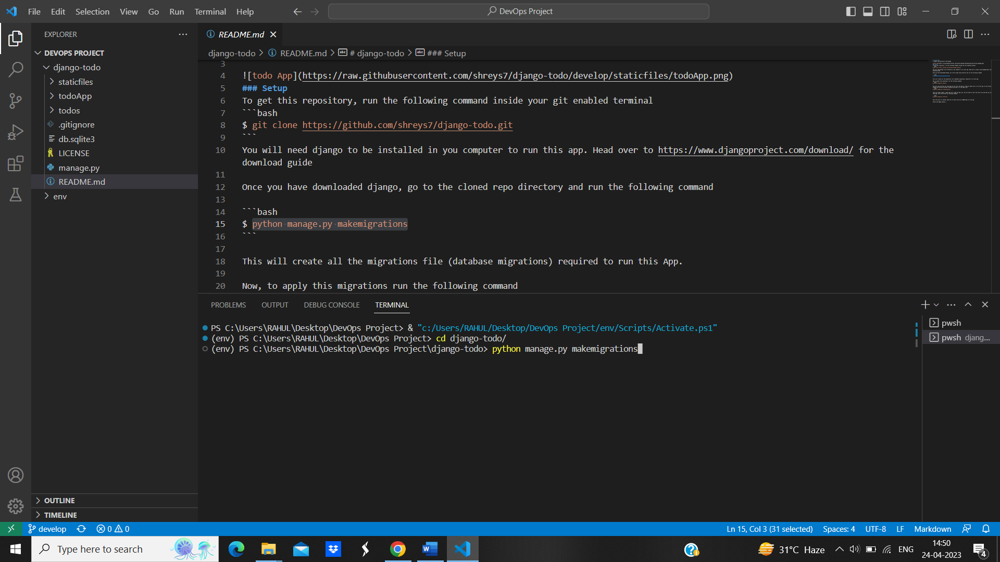 File Edit Selection View Go Run Terminal Help
DevOps Project
EXPLORER
DEVOPS PROJECT
django-todo
staticfiles
todoApp
todos
.gitignore
db.sqlite3
LICENSE
manage.py
README.md
env
OUTLINE
TIMELINE
README.md
django-todo > README.md > # django-todo > ### Setup
3
4 ![todo App](https://raw.githubusercontent.com/shreys7/django-todo/develop/staticfiles/todoApp.png)
5 ### Setup
6 To get this repository, run the following command inside your git enabled terminal
7 ```bash
8 $ git clone https://github.com/shreys7/django-todo.git
9 ```
10 You will need django to be installed in you computer to run this app. Head over to https://www.djangoproject.com/download/ for the
download guide
11
12 Once you have downloaded django, go to the cloned repo directory and run the following command
13
14 ```bash
15 $ python manage.py makemigrations
16 ```
17
18 This will create all the migrations file (database migrations) required to run this App.
19
20 Now, to apply this migrations run the following command
PROBLEMS OUTPUT DEBUG CONSOLE TERMINAL
PS C:\Users\RAHUL\Desktop\DevOps Project> & "c:/Users/RAHUL/Desktop/DevOps Project/env/Scripts/Activate.ps1"
(env) PS C:\Users\RAHUL\Desktop\DevOps Project> cd django-todo/
(env) PS C:\Users\RAHUL\Desktop\DevOps Project\django-todo> python manage.py makemigrations
pwsh
pwsh djang...
develop 0 0 Ln 15, Col 3 (31 selected) Spaces: 4 UTF-8 LF Markdown
Type here to search
31°C Haze
ENG
14:50
24-04-2023
4